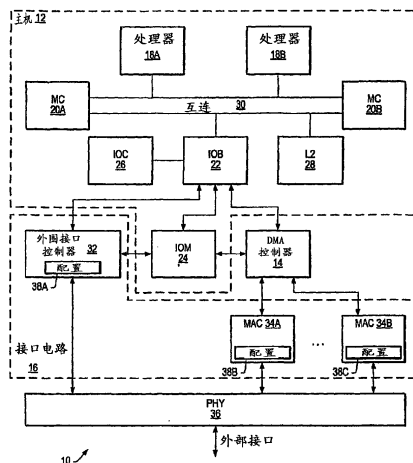 主机 12
处理器
18A
处理器
18B
MC
20A
互连 30
MC
20B
IOC
26
IOB
22
L2
28
外围接口
控制器 32
配置
38A
IOM
24
DMA
控制器
14
MAC 34A
配置
38B
...
MAC 34B
配置
38C
接口电路
16
PHY
36
外部接口
10